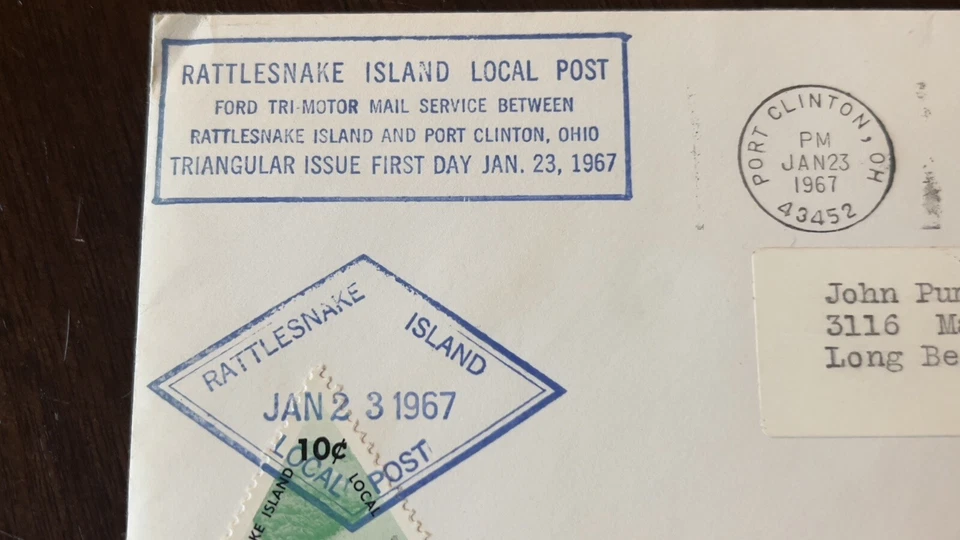 RATTLESNAKE ISLAND LOCAL POST
FORD TRI-MOTOR MAIL SERVICE BETWEEN
RATTLESNAKE ISLAND AND PORT CLINTON, OHIO
TRIANGULAR ISSUE FIRST DAY JAN. 23, 1967
PORT CLINTON, OH
PM
JAN23
1967
43452
John
3116
Long
RATTLESNAKE ISLAND
JAN 23 1967
LOCAL POST
10¢
ISLAND
LOCAL